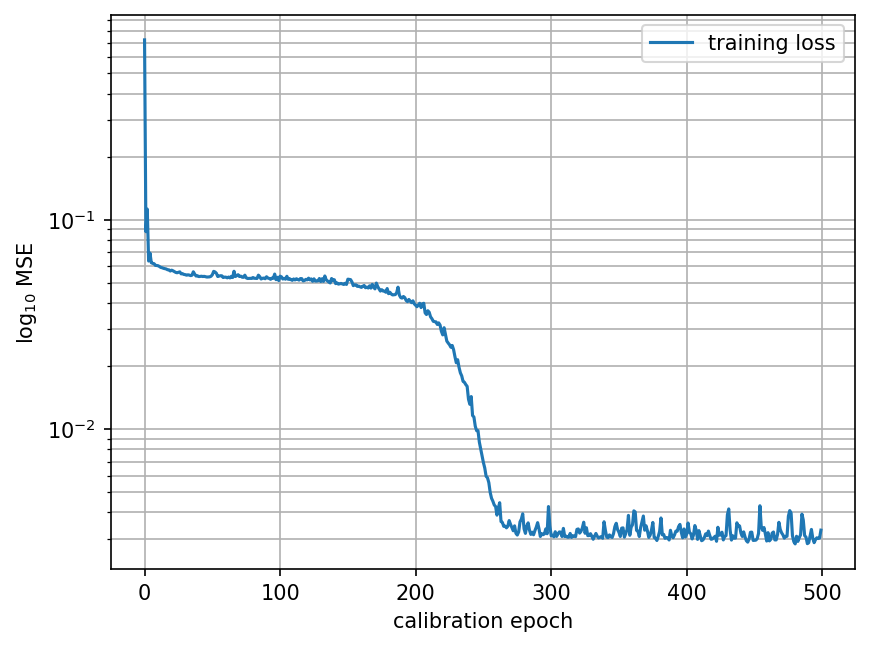 training loss
10⁻¹
10⁻²
log₁₀ MSE
0 100 200 300 400 500
calibration epoch